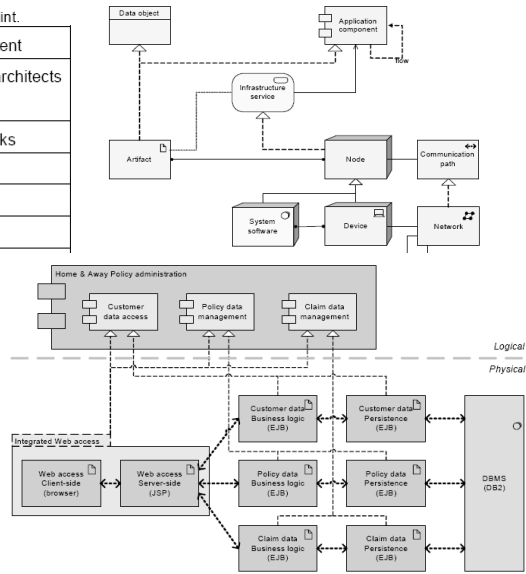 int.
ent
rchitects
ks
Data object
Application
component
flow
Infrastructure
service
Artifact
Node
Communication
path
System
software
Device
Network
Home & Away Policy administration
Customer
data access
Policy data
management
Claim data
management
Logical
Physical
Integrated Web access
Web access
Client-side
(browser)
Web access
Server-side
(JSP)
Customer data
Business logic
(EJB)
Customer data
Persistence
(EJB)
Policy data
Business logic
(EJB)
Policy data
Persistence
(EJB)
DBMS
(DB2)
Claim data
Business logic
(EJB)
Claim data
Persistence
(EJB)